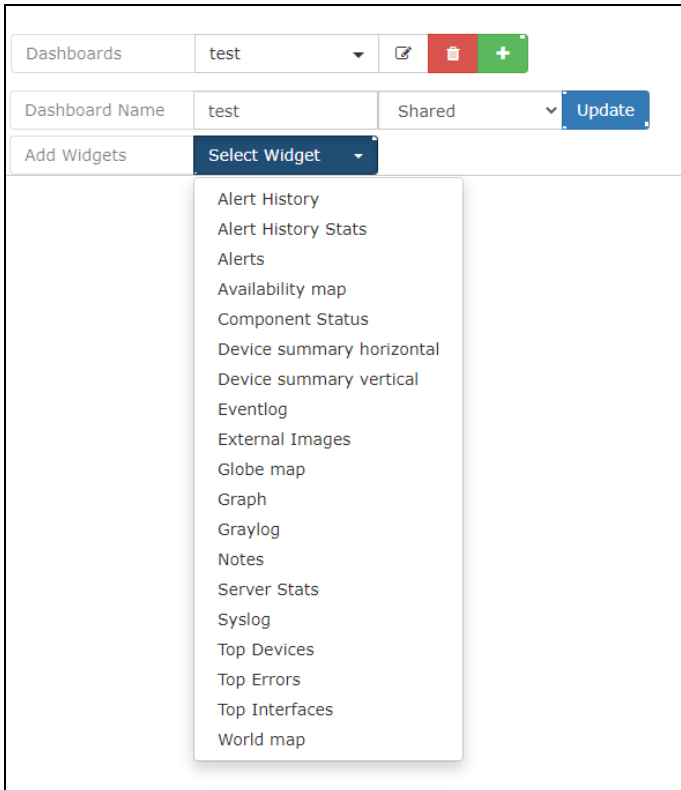 Dashboards test
Dashboard Name test Shared Update
Add Widgets Select Widget
Alert History
Alert History Stats
Alerts
Availability map
Component Status
Device summary horizontal
Device summary vertical
Eventlog
External Images
Globe map
Graph
Graylog
Notes
Server Stats
Syslog
Top Devices
Top Errors
Top Interfaces
World map